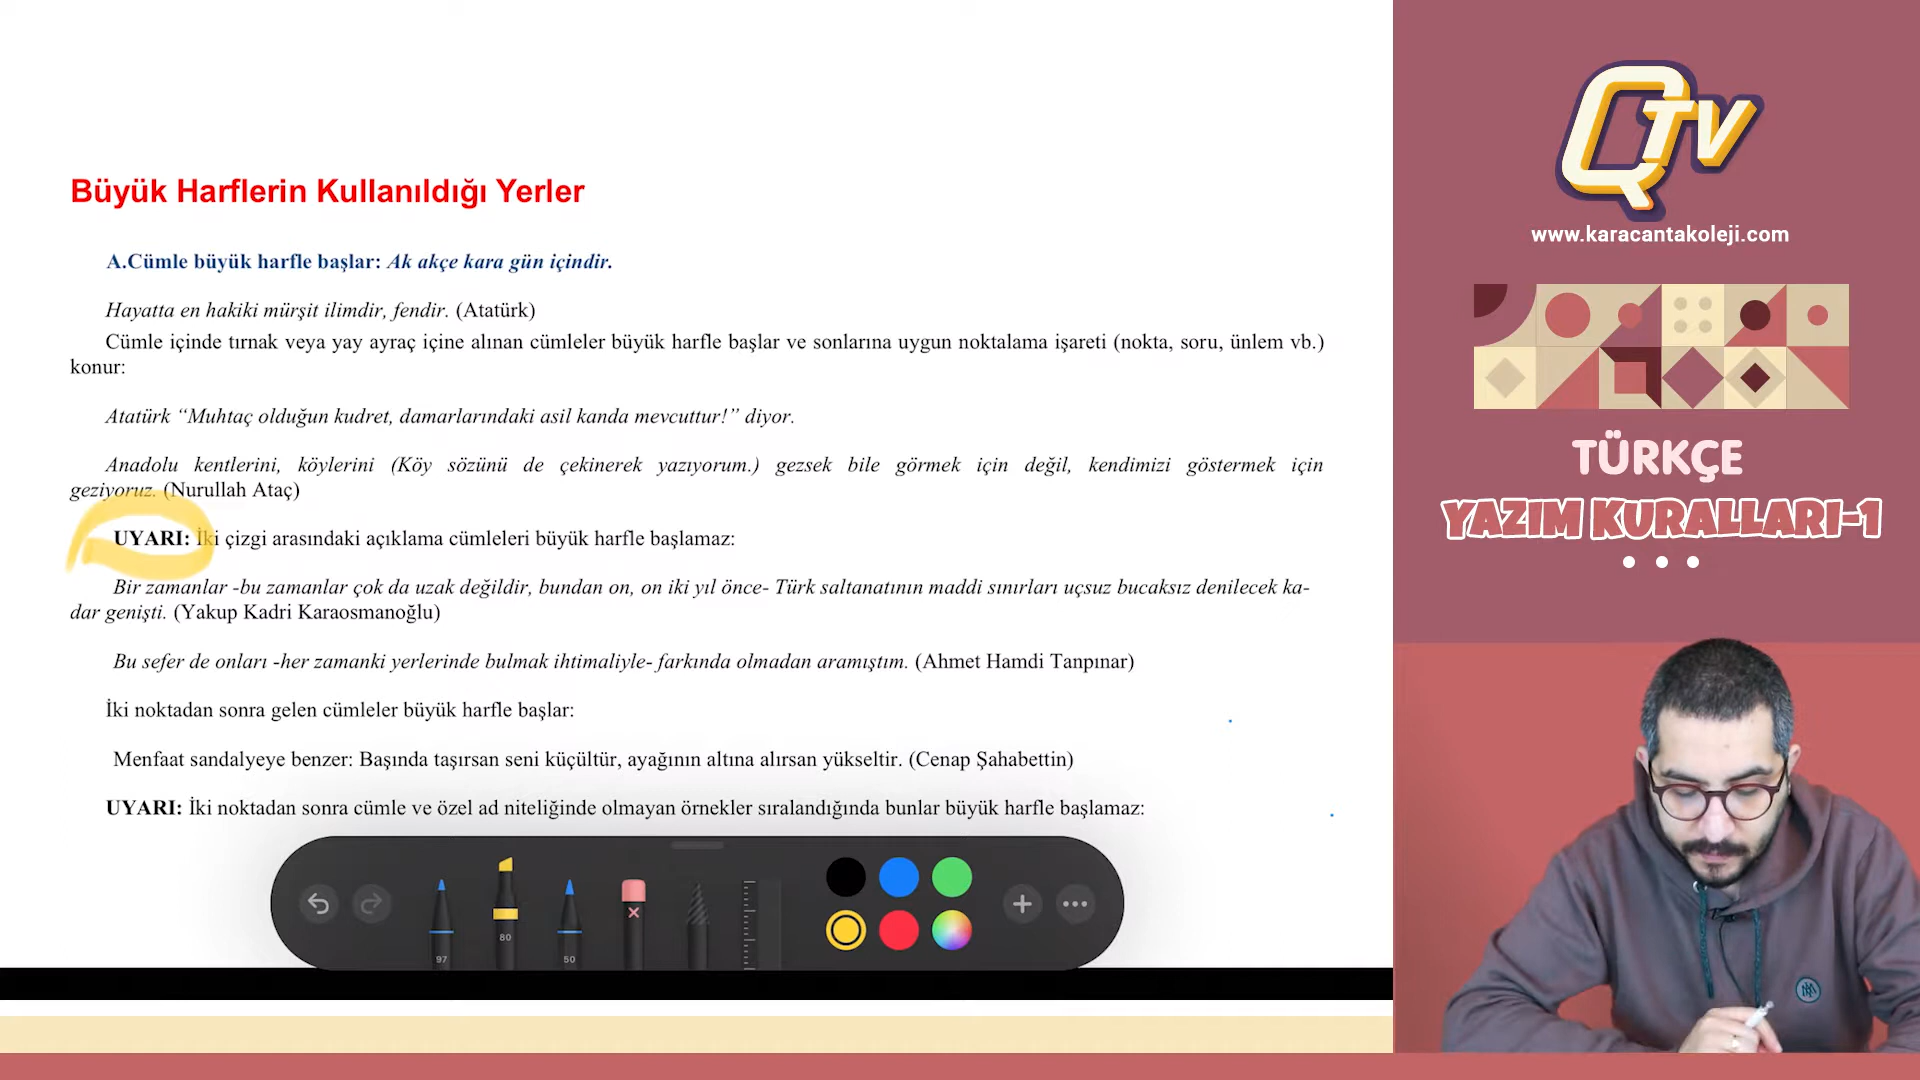 Büyük Harflerin Kullanıldığı Yerler
A.Cümle büyük harfle başlar: Ak akçe kara gün içindir.
Hayatta en hakiki mürşit ilimdir, fendir. (Atatürk)
Cümle içinde tırnak veya yay ayraç içine alınan cümleler büyük harfle başlar ve sonlarına uygun noktalama işareti (nokta, soru, ünlem vb.)
konur:
Atatürk “Muhtaç olduğun kudret, damarlarındaki asil kanda mevcuttur!” diyor.
Anadolu kentlerini, köylerini (Köy sözünü de çekinerek yazıyorum.) gezsek bile görmek için değil, kendimizi göstermek için
geziyoruz. (Nurullah Ataç)
UYARI: İki çizgi arasındaki açıklama cümleleri büyük harfle başlamaz:
Bir zamanlar -bu zamanlar çok da uzak değildir, bundan on, on iki yıl önce- Türk saltanatının maddi sınırları uçsuz bucaksız denilecek ka-
dar genişti. (Yakup Kadri Karaosmanoğlu)
Bu sefer de onları -her zamanki yerlerinde bulmak ihtimaliyle- farkında olmadan aramıştım. (Ahmet Hamdi Tanpınar)
İki noktadan sonra gelen cümleler büyük harfle başlar:
Menfaat sandalyeye benzer: Başında taşırsan seni küçültür, ayağının altına alırsan yükseltir. (Cenap Şahabettin)
UYARI: İki noktadan sonra cümle ve özel ad niteliğinde olmayan örnekler sıralandığında bunlar büyük harfle başlamaz:
97
80
50
QTV
www.karacantakoleji.com
TÜRKÇE
YAZIM KURALLARI-1